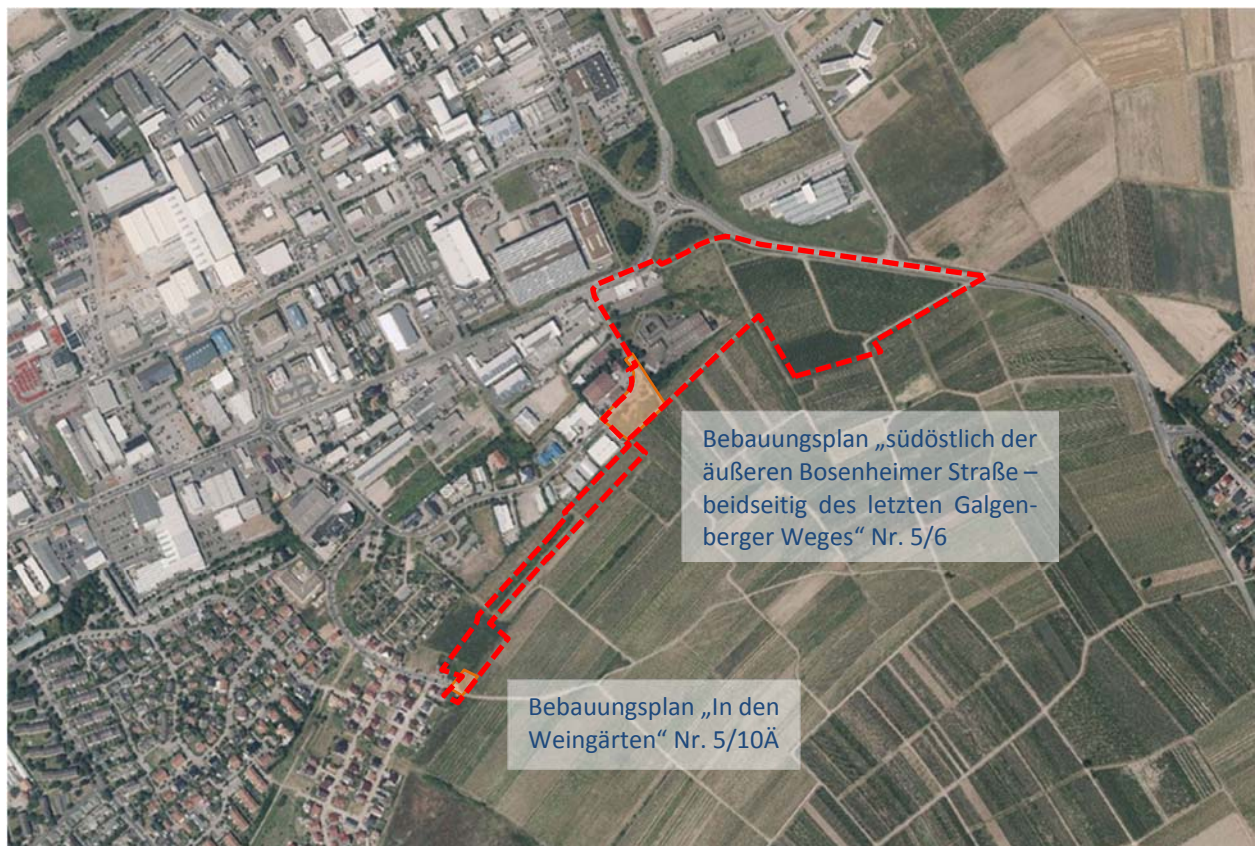 Bebauungsplan „südöstlich der
äußeren Bosenheimer Straße –
beidseitig des letzten Galgen-
berger Weges“ Nr. 5/6
Bebauungsplan „In den
Weingärten“ Nr. 5/10Ä